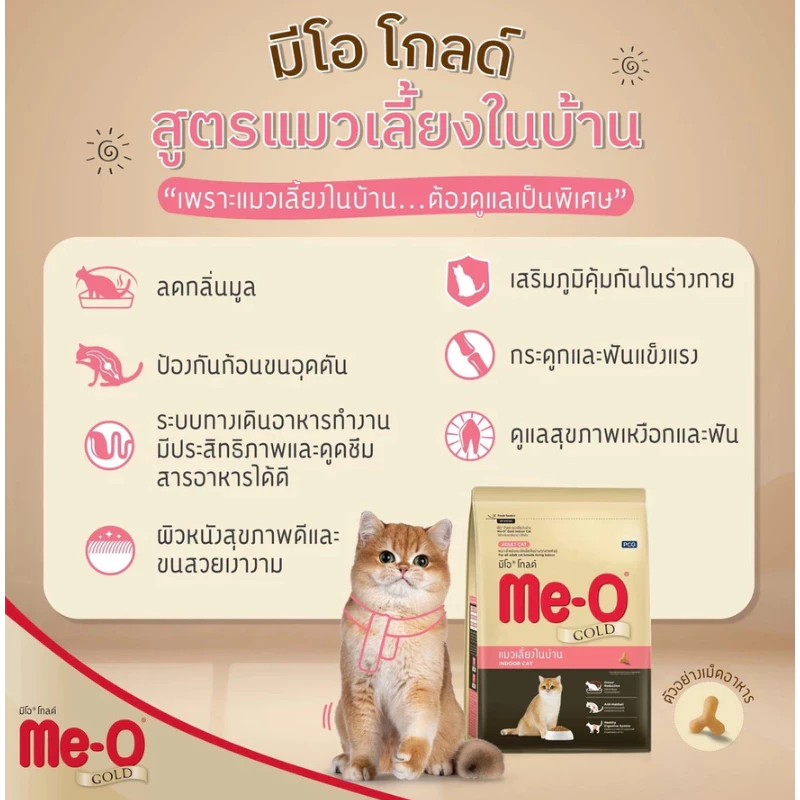 มีโอ โกลด์
สูตรแมวเลี้ยงในบ้าน
“เพราะแมวเลี้ยงในบ้าน...ต้องดูแลเป็นพิเศษ”
ลดกลิ่นมูล
ป้องกันก้อนขนอุดตัน
ระบบทางเดินอาหารทำงาน
มีประสิทธิภาพและดูดซึม
สารอาหารได้ดี
ผิวหนังสุขภาพดีและ
ขนสวยเงางาม
เสริมภูมิคุ้มกันในร่างกาย
กระดูกและฟันแข็งแรง
ดูแลสุขภาพเหงือกและฟัน
ADULT CAT
PCG
มีโอ® โกลด์
Me-O®
GOLD
แมวเลี้ยงในบ้าน
INDOOR CAT
ตัวอย่างเม็ดอาหาร
มีโอ® โกลด์
Me-O®
GOLD